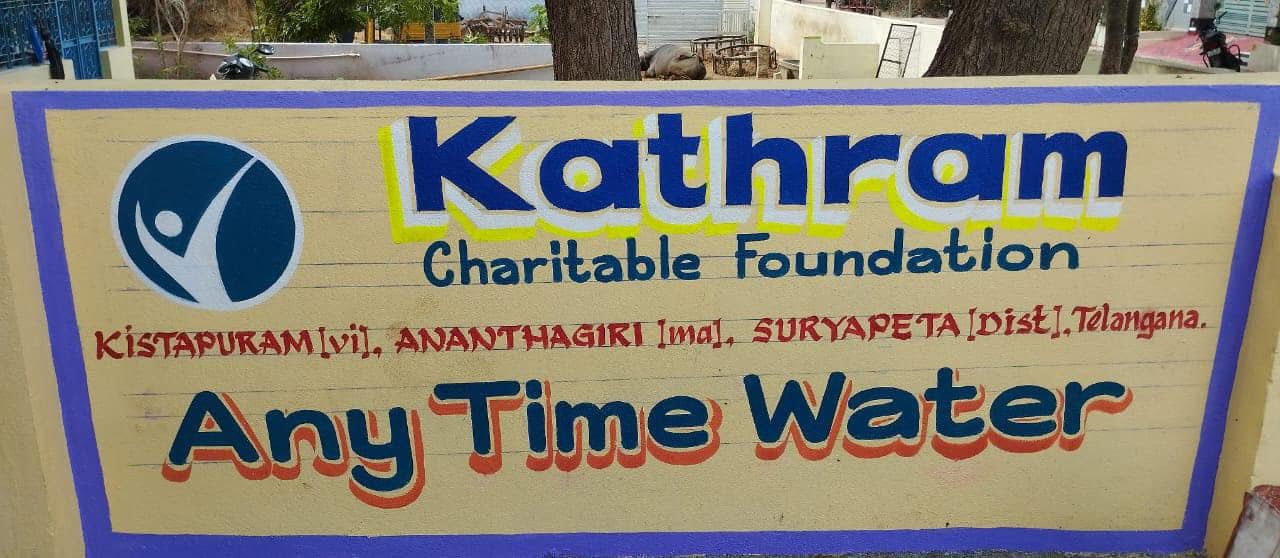 Kathram
Charitable Foundation
KiSTAPURAM [vi], ANANTHAGIRI [ma], SURYAPETA [Dist], Telangana.
Any Time Water